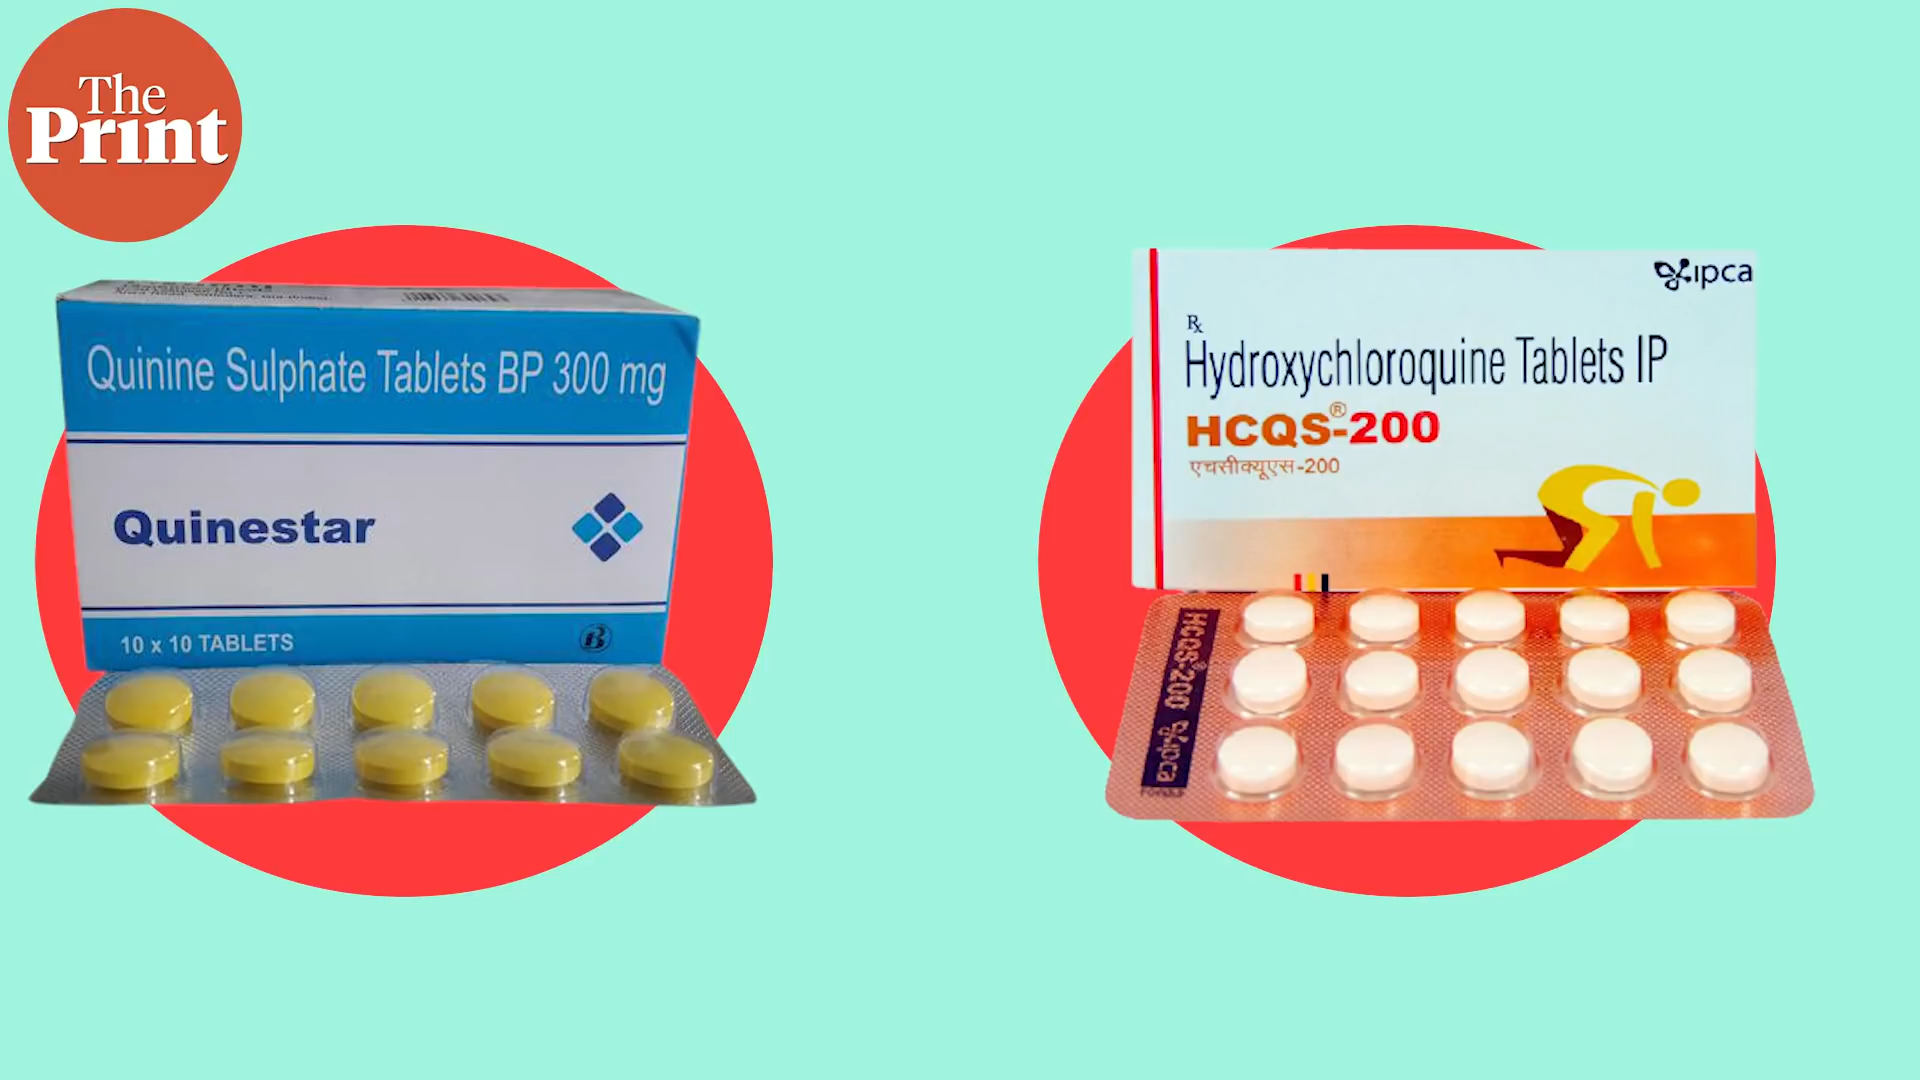 The
Print
Quinine Sulphate Tablets BP 300 mg
Quinestar
10 x 10 TABLETS
ipca
Rx
Hydroxychloroquine Tablets IP
HCQS®-200
एचसीक्यूएस-200
HCQS®-200 ipca